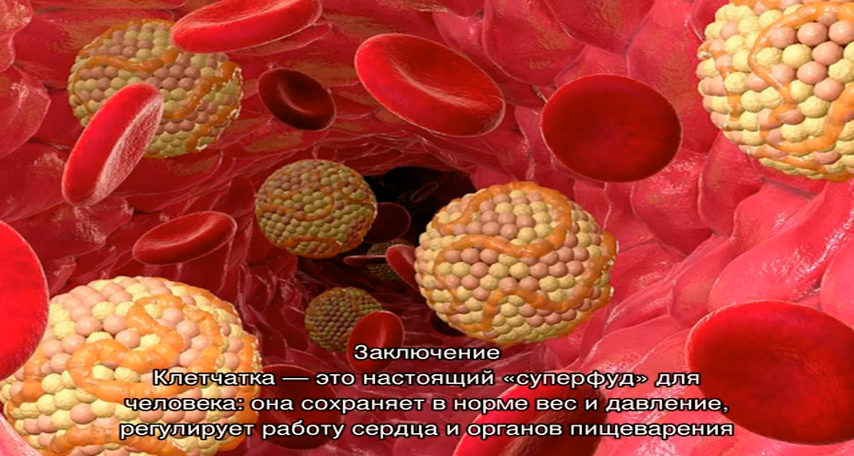 Заключение
Клетчатка — это настоящий «суперфуд» для
человека: она сохраняет в норме вес и давление,
регулирует работу сердца и органов пищеварения